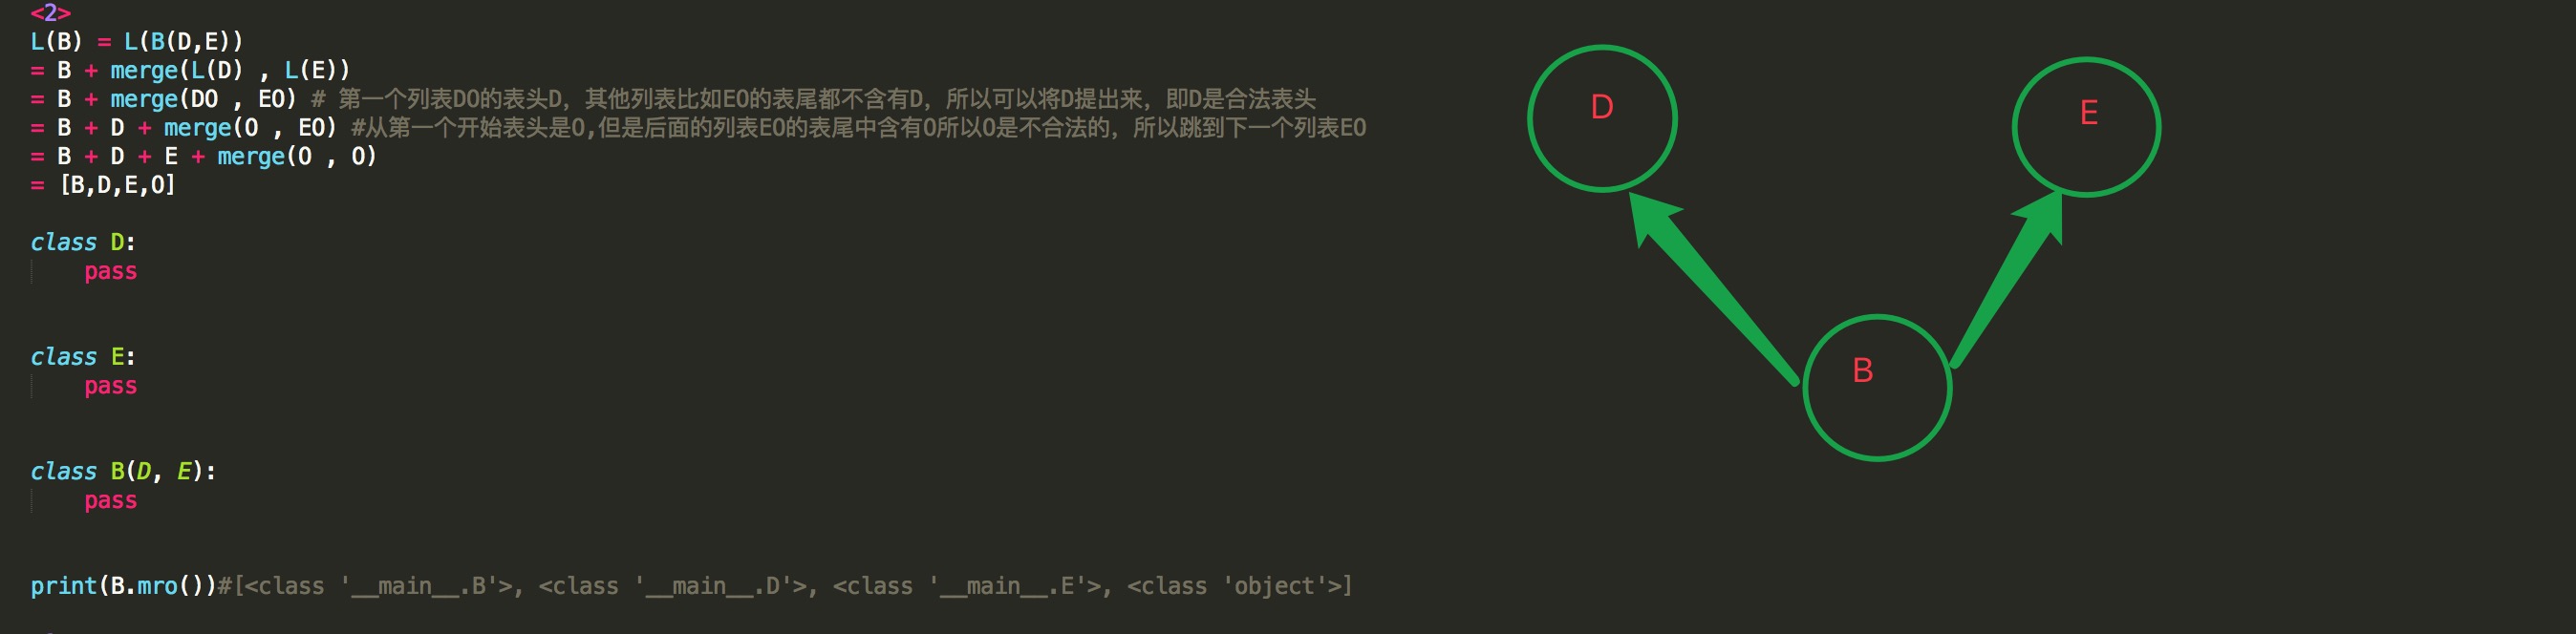 <2>
L(B) = L(B(D,E))
= B + merge(L(D) , L(E))
= B + merge(DO , EO) # 第一个列表DO的表头D，其他列表比如EO的表尾都不含有D，所以可以将D提出来，即D是合法表头
= B + D + merge(O , EO) #从第一个开始表头是O,但是后面的列表EO的表尾中含有O所以O是不合法的，所以跳到下一个列表EO
= B + D + E + merge(O , O)
= [B,D,E,O]
class D:
pass
class E:
pass
class B(D, E):
pass
print(B.mro())#[<class '__main__.B'>, <class '__main__.D'>, <class '__main__.E'>, <class 'object'>]
D
E
B